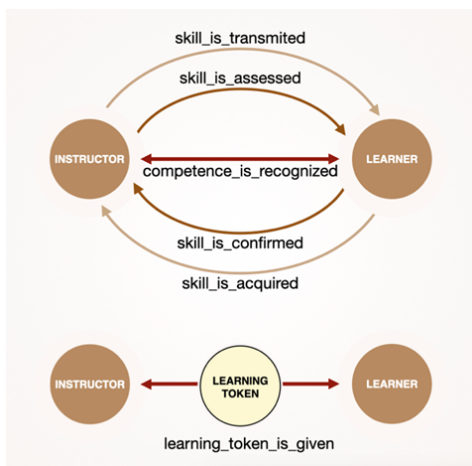 skill_is_transmited
skill_is_assessed
INSTRUCTOR
LEARNER
competence_is_recognized
skill_is_confirmed
skill_is_acquired
INSTRUCTOR
LEARNING
TOKEN
LEARNER
learning_token_is_given